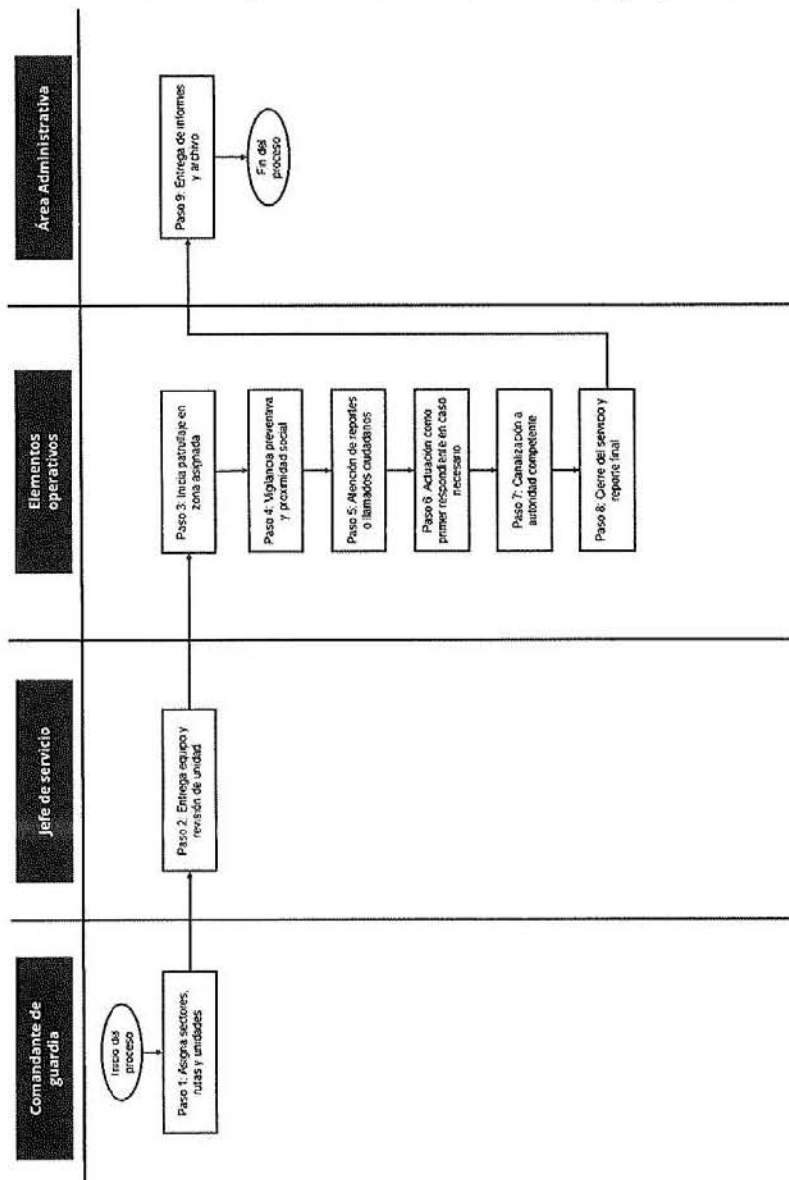 Comandante de
guardia
Jefe de servicio
Elementos
operativos
Área Administrativa
Inicio del
proceso
Paso 1: Asigna sectores,
rutas y unidades
Paso 2: Entrega equipo y
revisión de unidad
Paso 3: Inicia patrullaje en
zona asignada
Paso 4: Vigilancia preventiva
y proximidad social
Paso 5: Atención de reportes
o llamados ciudadanos
Paso 6: Actuación como
primer respondiente en caso
necesario
Paso 7: Canalización a
autoridad competente
Paso 8: Cierre del servicio y
reporte final
Paso 9: Entrega de informes
y archivo
Fin del
proceso